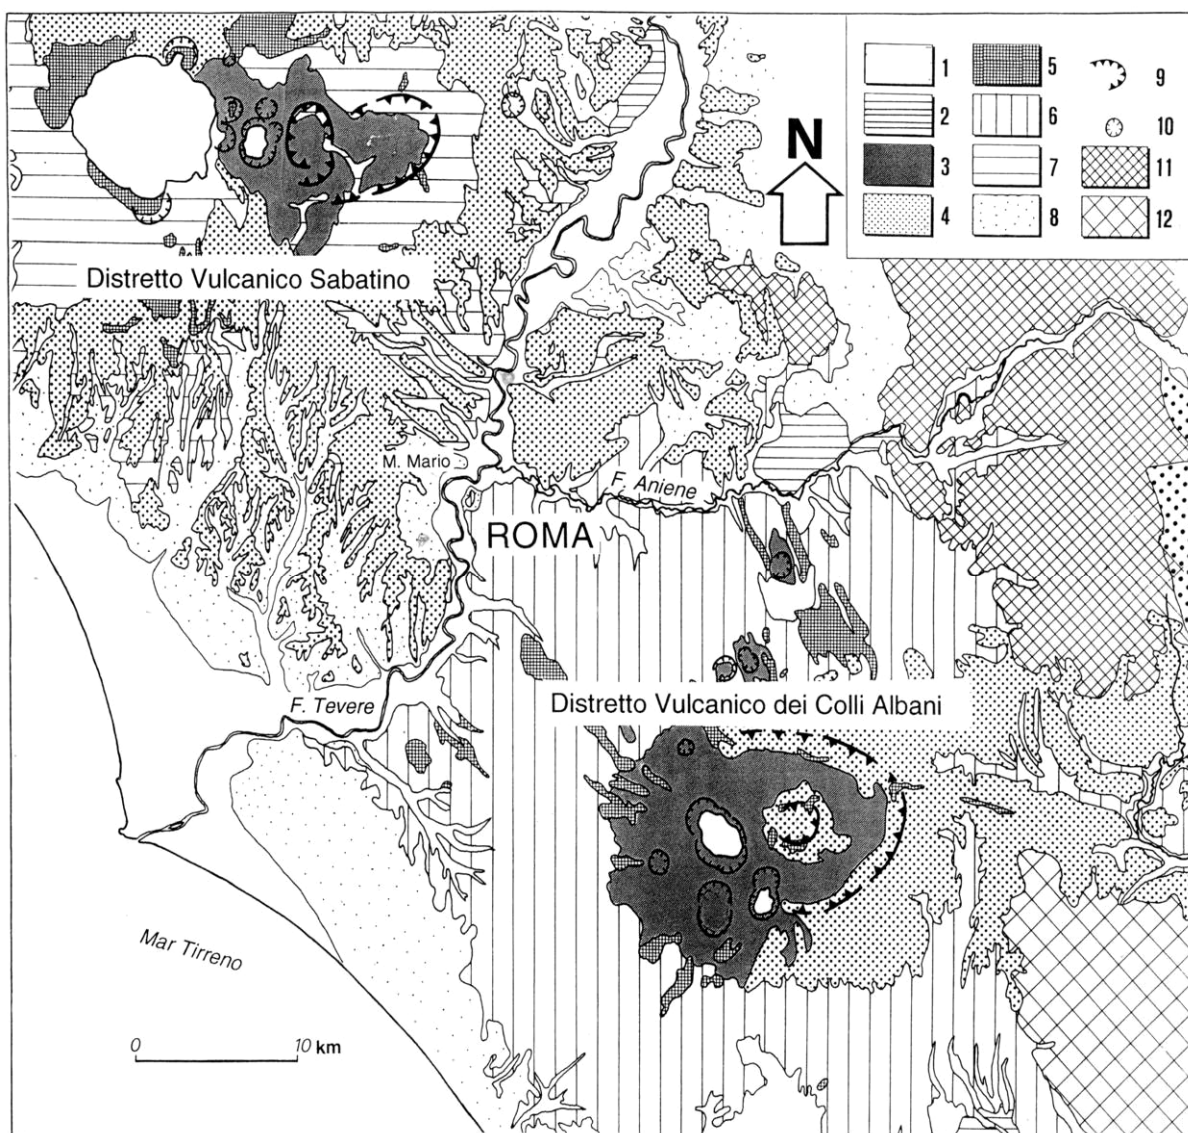 1
5
9
2
6
10
3
7
11
4
8
12
N
Distretto Vulcanico Sabatino
M. Mario
F. Aniene
ROMA
F. Tevere
Distretto Vulcanico dei Colli Albani
Mar Tirreno
0 10 km